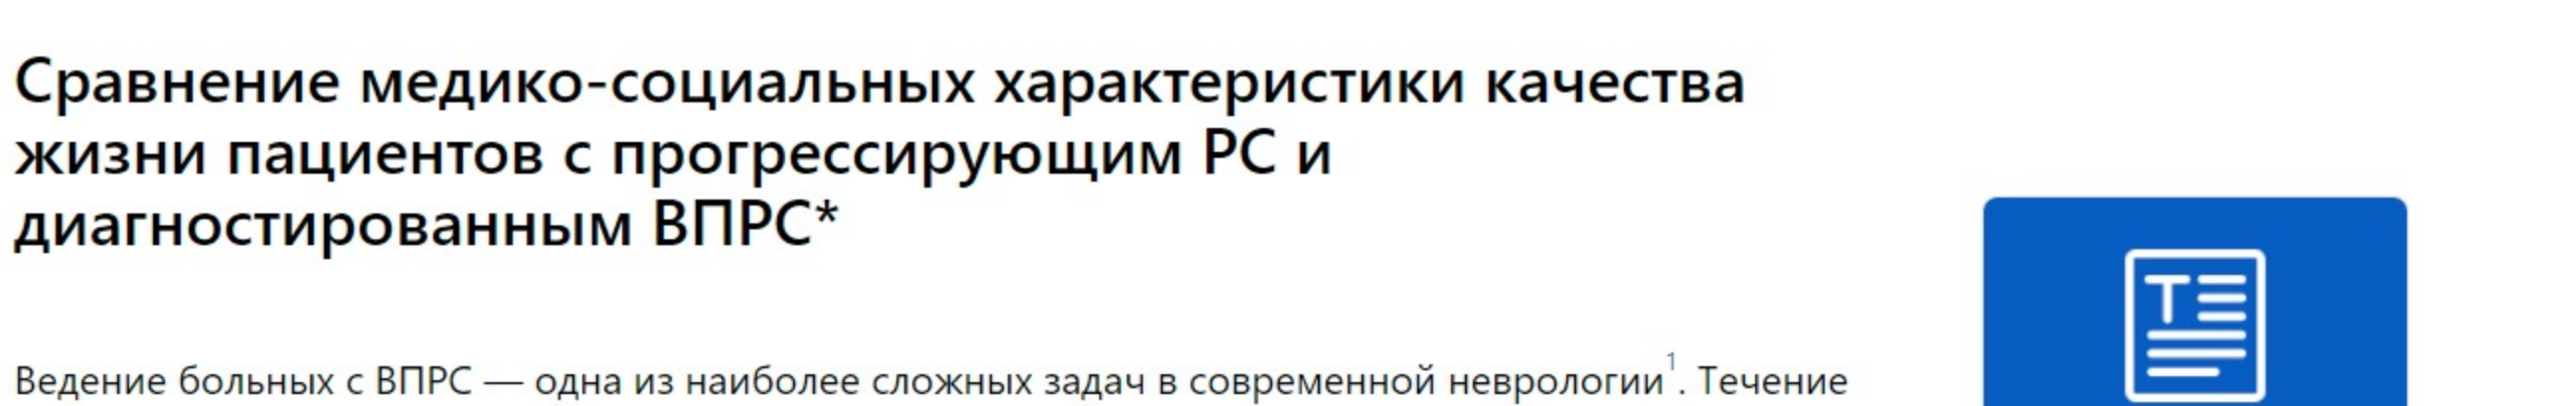 Сравнение медико-социальных характеристики качества
жизни пациентов с прогрессирующим РС и
диагностированным ВПРС*
Ведение больных с ВПРС — одна из наиболее сложных задач в современной неврологии¹. Течение